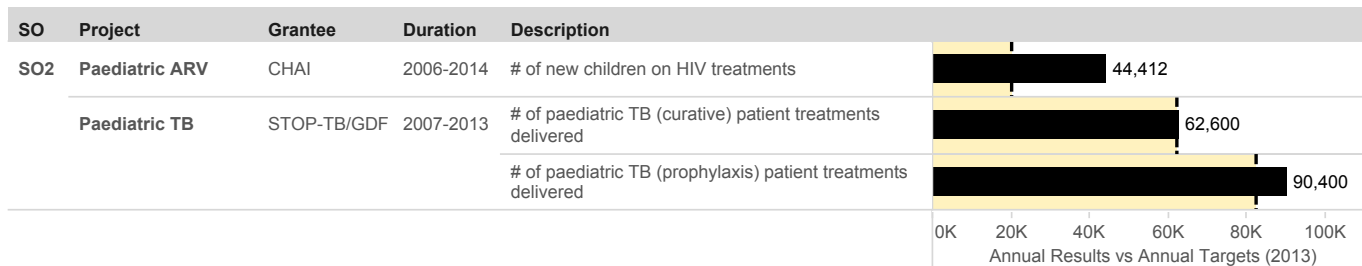 SO Project Grantee Duration Description
SO2 Paediatric ARV CHAI 2006-2014 # of new children on HIV treatments 44,412
Paediatric TB STOP-TB/GDF 2007-2013 # of paediatric TB (curative) patient treatments
delivered
62,600
# of paediatric TB (prophylaxis) patient treatments
delivered
90,400
0K 20K 40K 60K 80K 100K
Annual Results vs Annual Targets (2013)